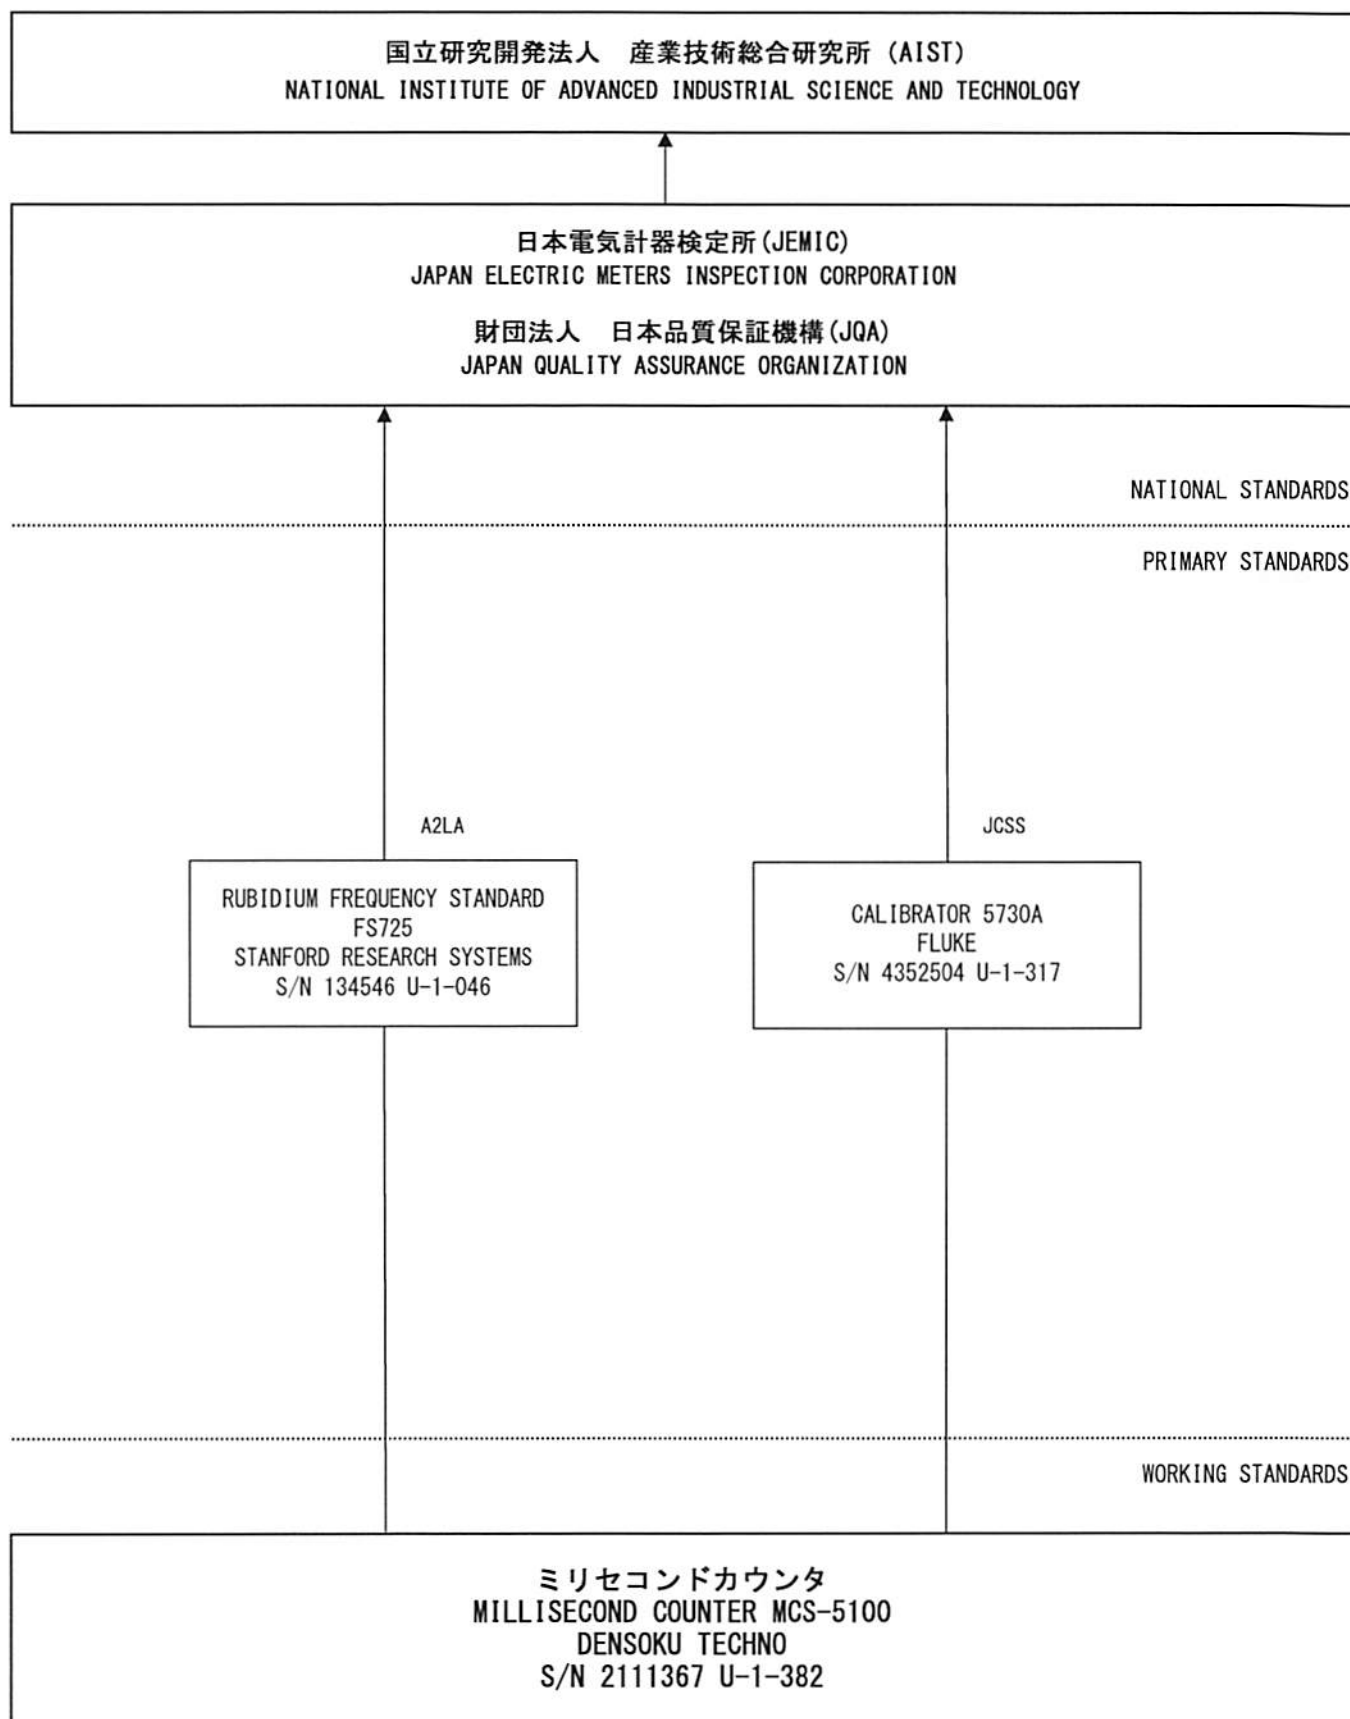 国立研究開発法人　産業技術総合研究所 (AIST)
NATIONAL INSTITUTE OF ADVANCED INDUSTRIAL SCIENCE AND TECHNOLOGY
日本電気計器検定所(JEMIC)
JAPAN ELECTRIC METERS INSPECTION CORPORATION
財団法人　日本品質保証機構(JQA)
JAPAN QUALITY ASSURANCE ORGANIZATION
NATIONAL STANDARDS
PRIMARY STANDARDS
A2LA
JCSS
RUBIDIUM FREQUENCY STANDARD
FS725
STANFORD RESEARCH SYSTEMS
S/N 134546 U-1-046
CALIBRATOR 5730A
FLUKE
S/N 4352504 U-1-317
WORKING STANDARDS
ミリセコンドカウンタ
MILLISECOND COUNTER MCS-5100
DENSOKU TECHNO
S/N 2111367 U-1-382